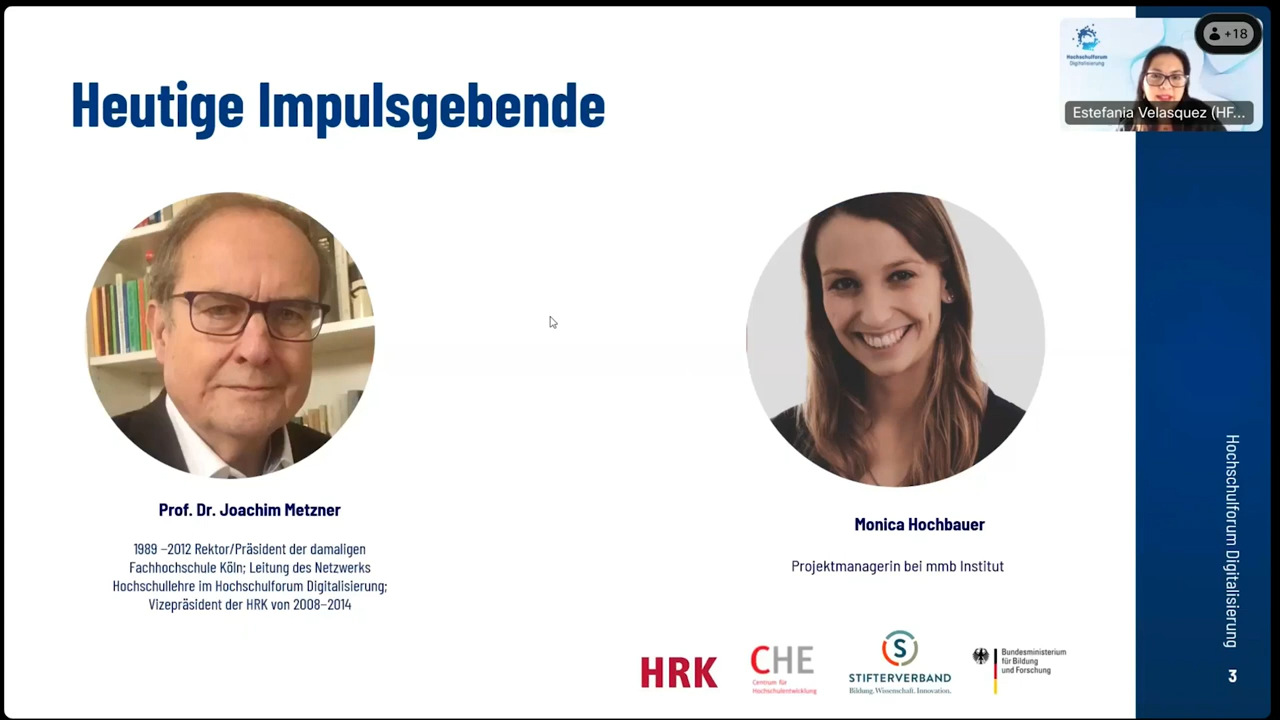 Heutige Impulsgebende
+18
Hochschulforum
Digitalisierung
Estefania Velasquez (HF...
Prof. Dr. Joachim Metzner
1989 –2012 Rektor/Präsident der damaligen
Fachhochschule Köln; Leitung des Netzwerks
Hochschullehre im Hochschulforum Digitalisierung;
Vizepräsident der HRK von 2008–2014
Monica Hochbauer
Projektmanagerin bei mmb Institut
HRK
CHE
Centrum für
Hochschulentwicklung
S
STIFTERVERBAND
Bildung. Wissenschaft. Innovation.
Bundesministerium
für Bildung
und Forschung
Hochschulforum Digitalisierung
3